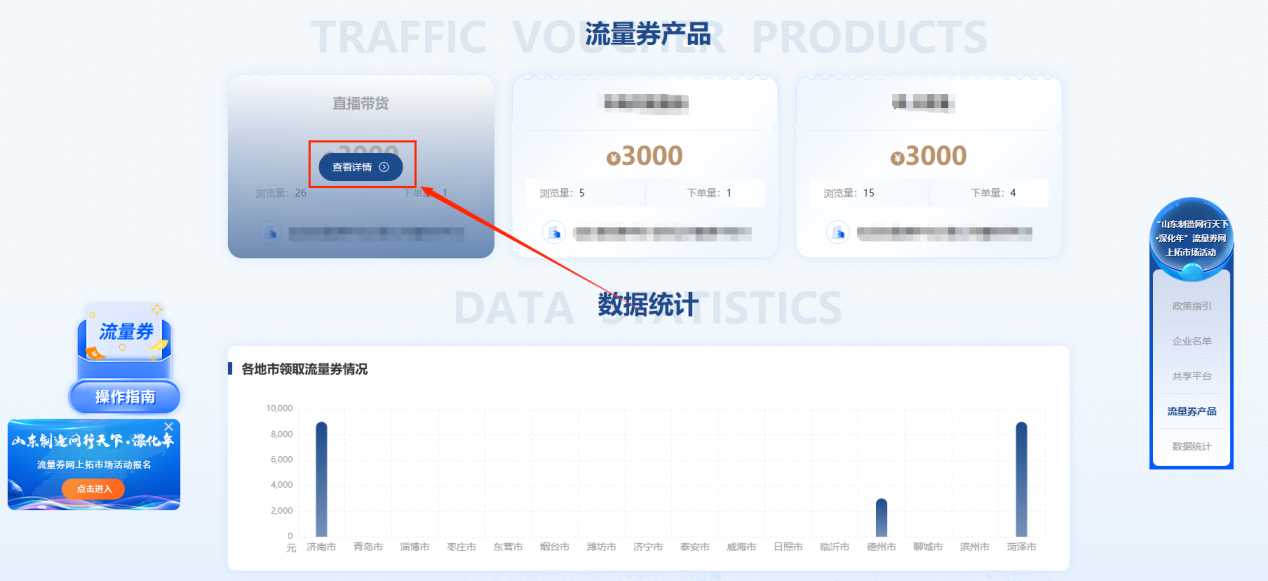 TRAFFIC VOUCHER PRODUCTS
流量券产品
直播带货
3000
查看详情
浏览量：26
下单量：1
¥3000
浏览量：5
下单量：1
¥3000
浏览量：15
下单量：4
DATA STATISTICS
数据统计
各地市领取流量券情况
10,000
8,000
6,000
4,000
2,000
0
元
济南市 青岛市 淄博市 枣庄市 东营市 烟台市 潍坊市 济宁市 泰安市 威海市 日照市 临沂市 德州市 聊城市 滨州市 菏泽市
流量券
操作指南
山东制造网行天下·深化年
流量券网上拓市场活动报名
点击进入
“山东制造网行天下
·深化年”流量券网
上拓市场活动
政策指引
企业名单
共享平台
流量券产品
数据统计